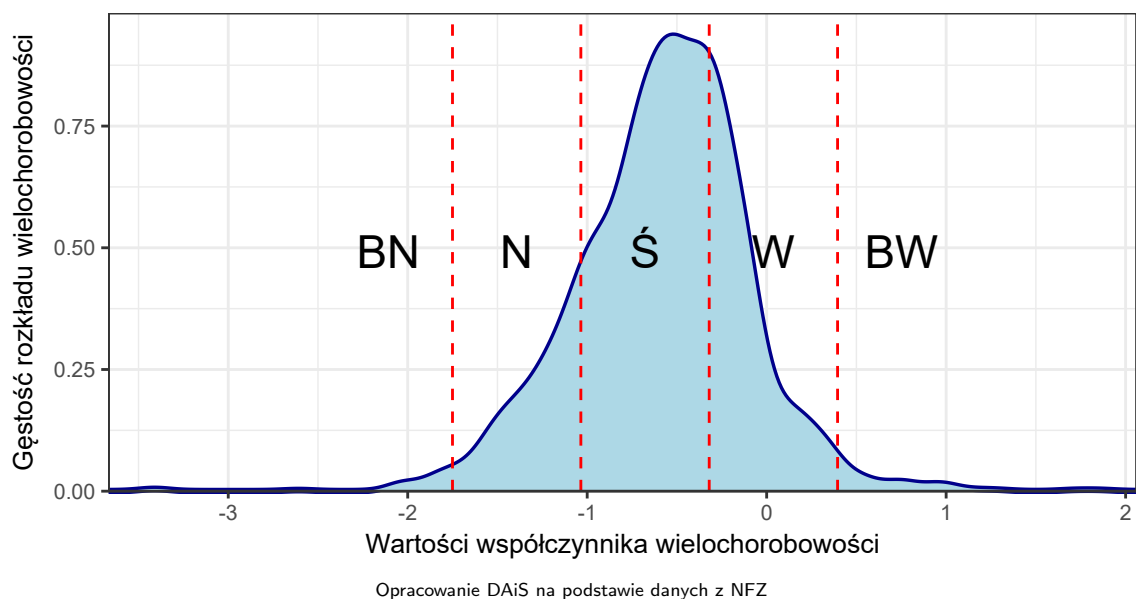 Gęstość rozkładu wielochorobowości
0.75
0.50
0.25
0.00
BN N Ś W BW
-3 -2 -1 0 1 2
Wartości współczynnika wielochorobowości
Opracowanie DAiS na podstawie danych z NFZ